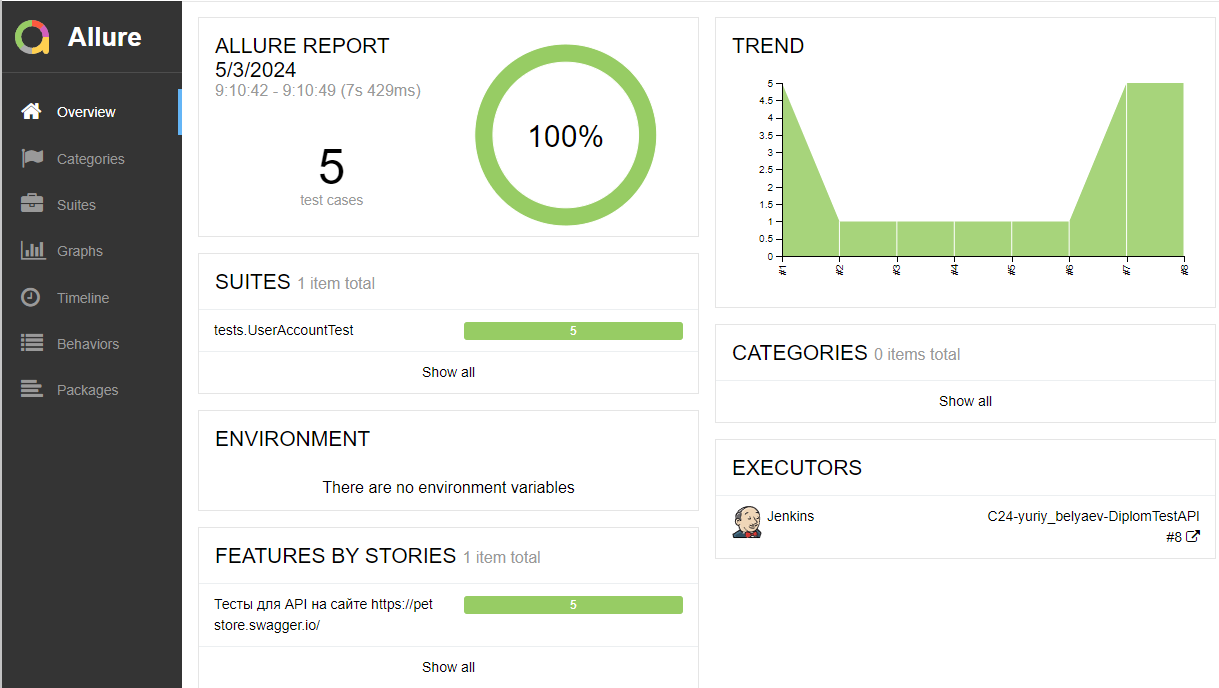 Allure
Overview
Categories
Suites
Graphs
Timeline
Behaviors
Packages
ALLURE REPORT
5/3/2024
9:10:42 - 9:10:49 (7s 429ms)
5
test cases
100%
SUITES 1 item total
tests.UserAccountTest 5
Show all
ENVIRONMENT
There are no environment variables
FEATURES BY STORIES 1 item total
Тесты для API на сайте https://pet 5
store.swagger.io/
Show all
TREND
5
4.5
4
3.5
3
2.5
2
1.5
1
0.5
0
#1 #2 #3 #4 #5 #6 #7 #8
CATEGORIES 0 items total
Show all
EXECUTORS
Jenkins C24-yuriy_belyaev-DiplomTestAPI
#8